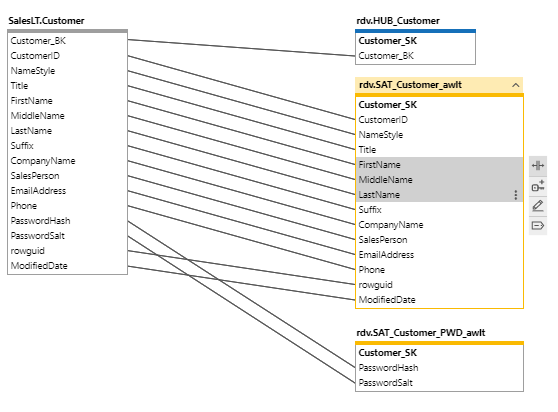 SalesLT.Customer
Customer_BK
CustomerID
NameStyle
Title
FirstName
MiddleName
LastName
Suffix
CompanyName
SalesPerson
EmailAddress
Phone
PasswordHash
PasswordSalt
rowguid
ModifiedDate
rdv.HUB_Customer
Customer_SK
Customer_BK
rdv.SAT_Customer_awlt
Customer_SK
CustomerID
NameStyle
Title
FirstName
MiddleName
LastName
Suffix
CompanyName
SalesPerson
EmailAddress
Phone
rowguid
ModifiedDate
rdv.SAT_Customer_PWD_awlt
Customer_SK
PasswordHash
PasswordSalt